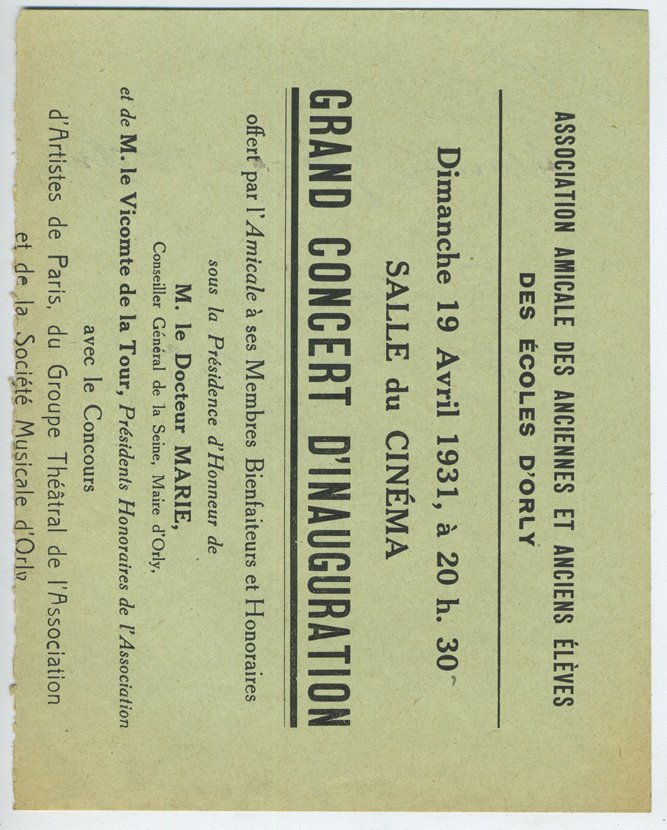 ASSOCIATION AMICALE DES ANCIENNES ET ANCIENS ÉLÈVES
DES ÉCOLES D'ORLY
Dimanche 19 Avril 1931, à 20 h. 30
SALLE du CINÉMA
GRAND CONCERT D'INAUGURATION
offert par l'Amicale à ses Membres Bienfaiteurs et Honoraires
sous la Présidence d'Honneur de
M. le Docteur MARIE,
Conseiller Général de la Seine, Maire d'Orly,
et de M. le Vicomte de la Tour, Présidents Honoraires de l'Association
avec le Concours
d'Artistes de Paris, du Groupe Théâtral de l'Association
et de la Société Musicale d'Orly